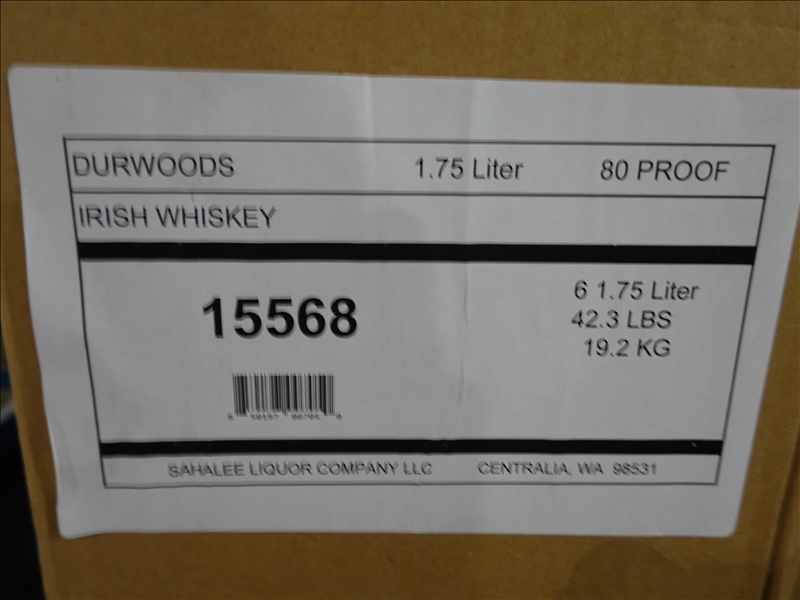 DURWOODS 1.75 Liter 80 PROOF
IRISH WHISKEY
15568
6 1.75 Liter
42.3 LBS
19.2 KG
SAHALEE LIQUOR COMPANY LLC CENTRALIA, WA 98531